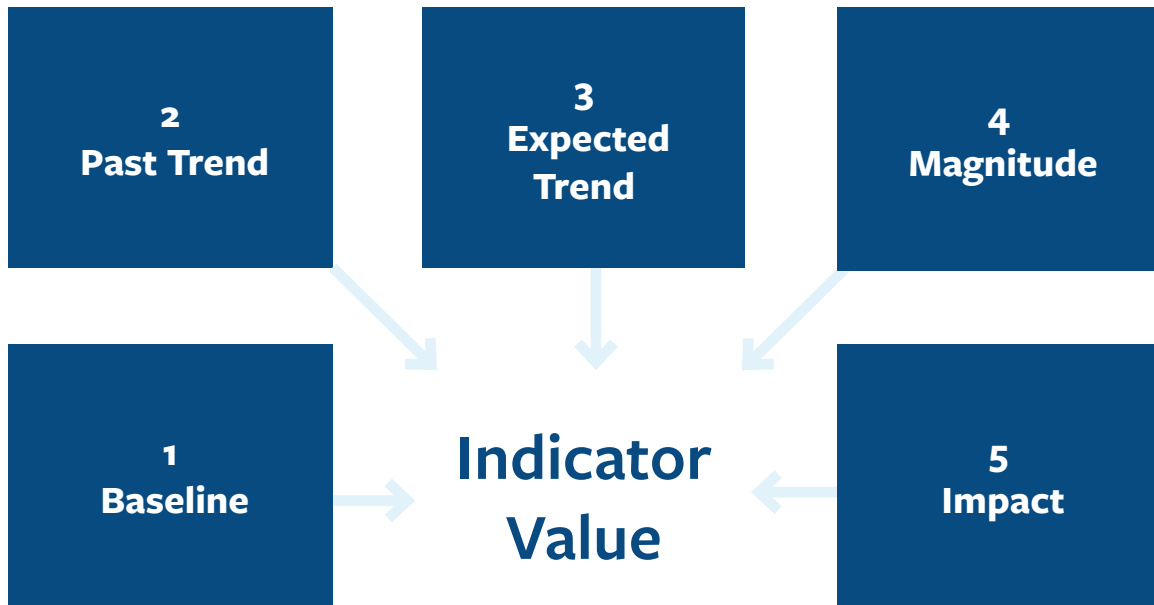 2
Past Trend
3
Expected
Trend
4
Magnitude
1
Baseline
Indicator
Value
5
Impact